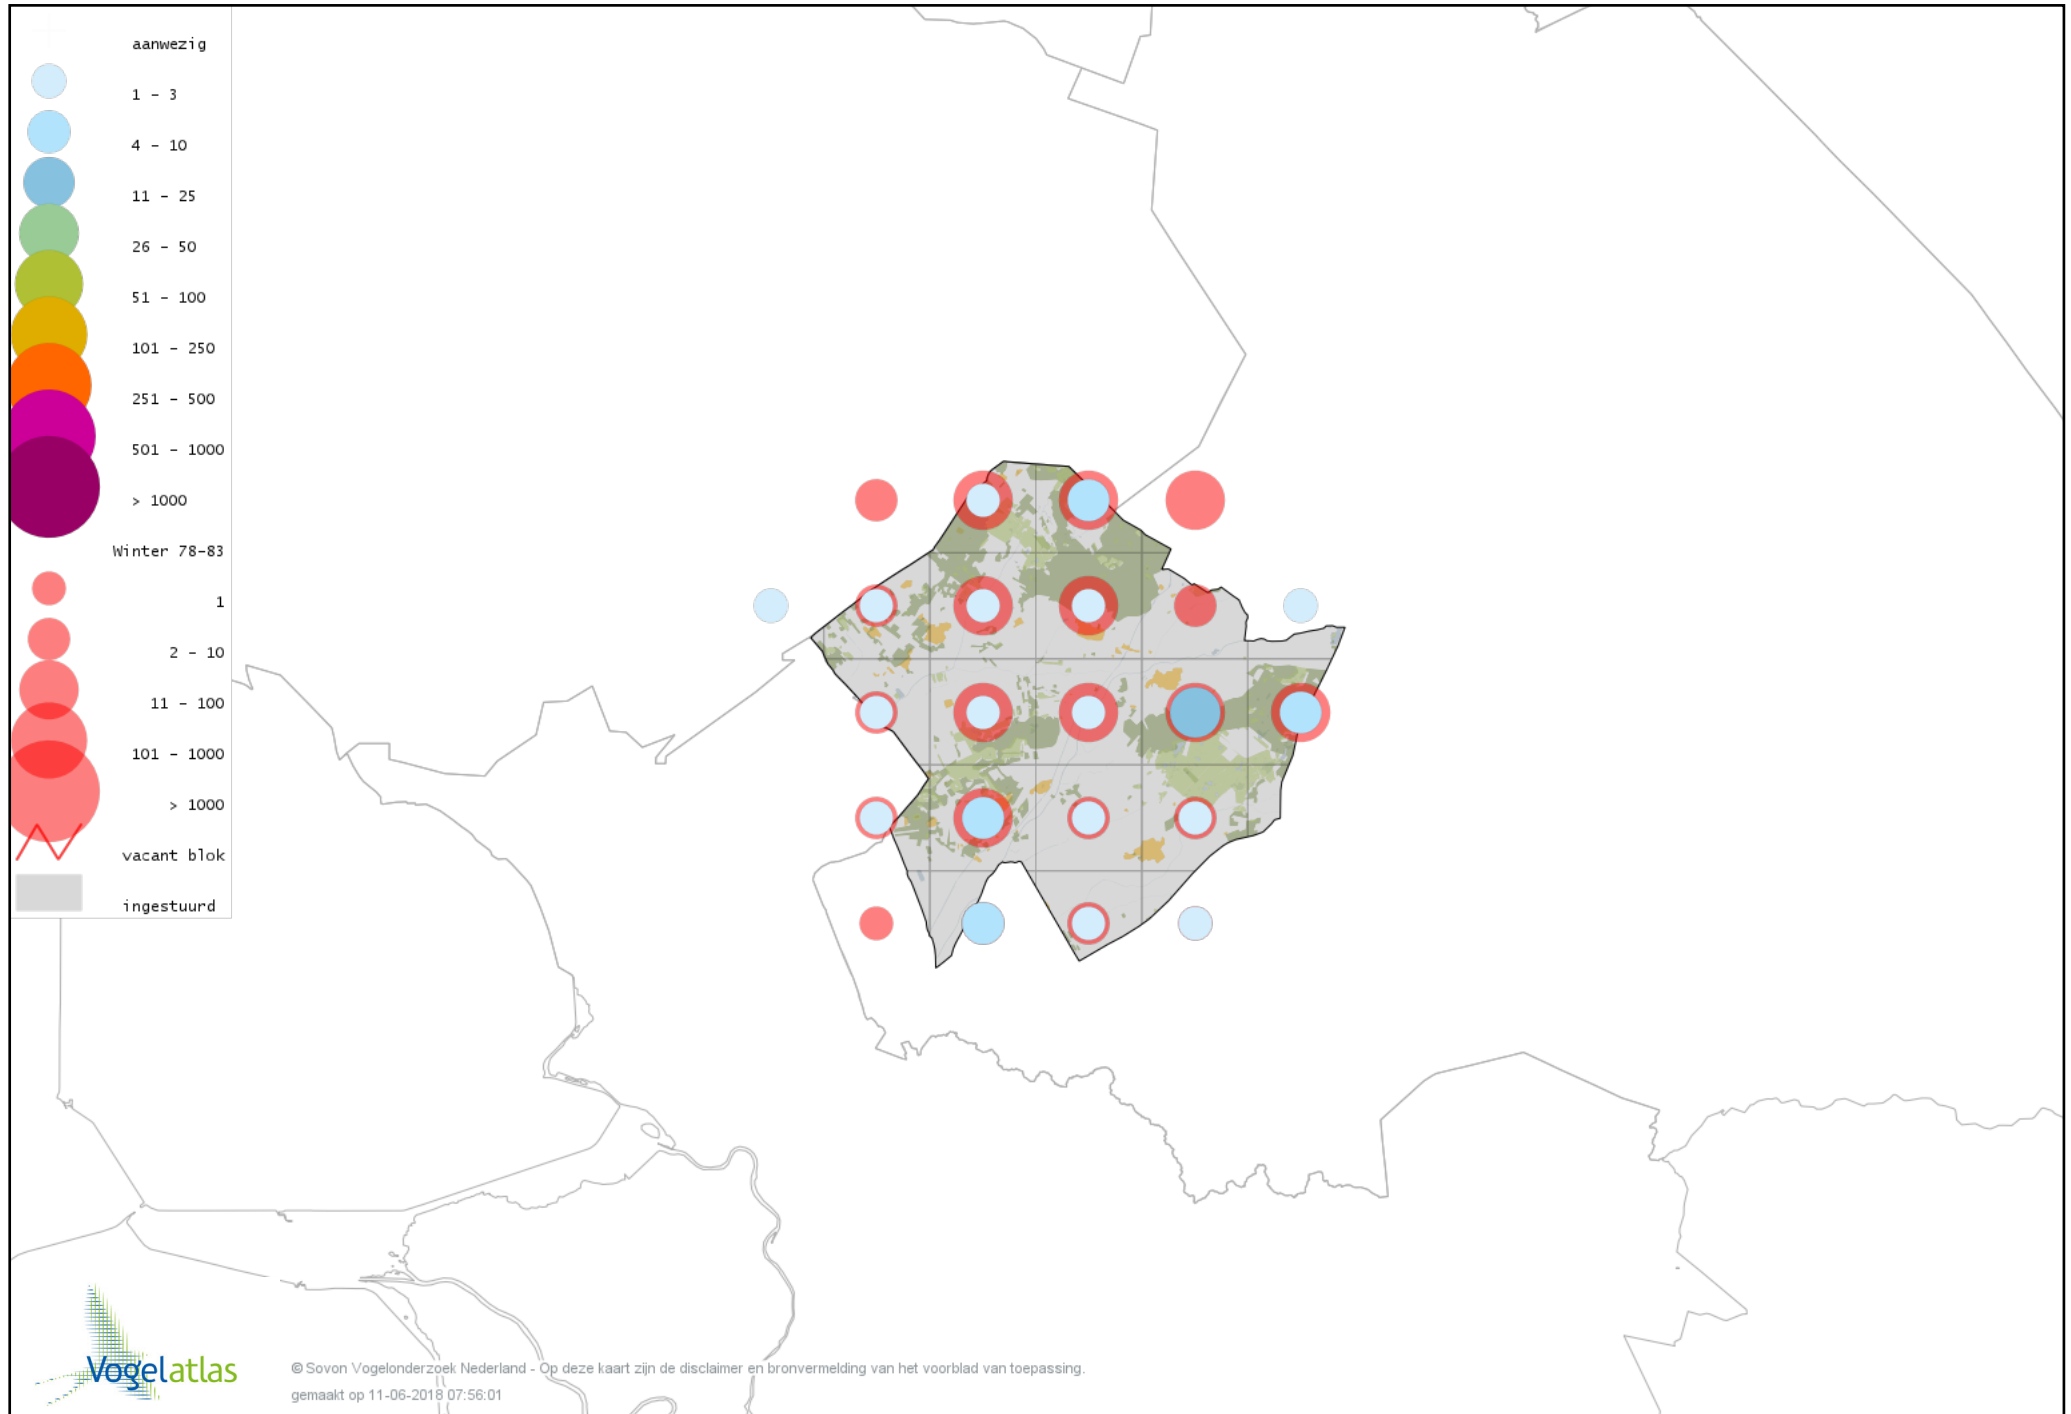 aanwezig
1 – 3
4 – 10
11 – 25
26 – 50
51 – 100
101 – 250
251 – 500
501 – 1000
> 1000
Winter 78-83
1
2 – 10
11 – 100
101 – 1000
> 1000
vacant blok
ingestuurd
Vogelatlas
© Sovon Vogelonderzoek Nederland - Op deze kaart zijn de disclaimer en bronvermelding van het voorblad van toepassing.
gemaakt op 11-06-2018 07:56:01